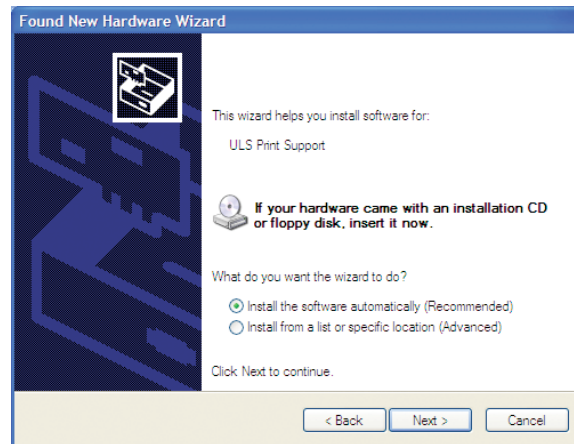 Found New Hardware Wizard
This wizard helps you install software for:
ULS Print Support
If your hardware came with an installation CD
or floppy disk, insert it now.
What do you want the wizard to do?
Install the software automatically (Recommended)
Install from a list or specific location (Advanced)
Click Next to continue.
< Back Next > Cancel